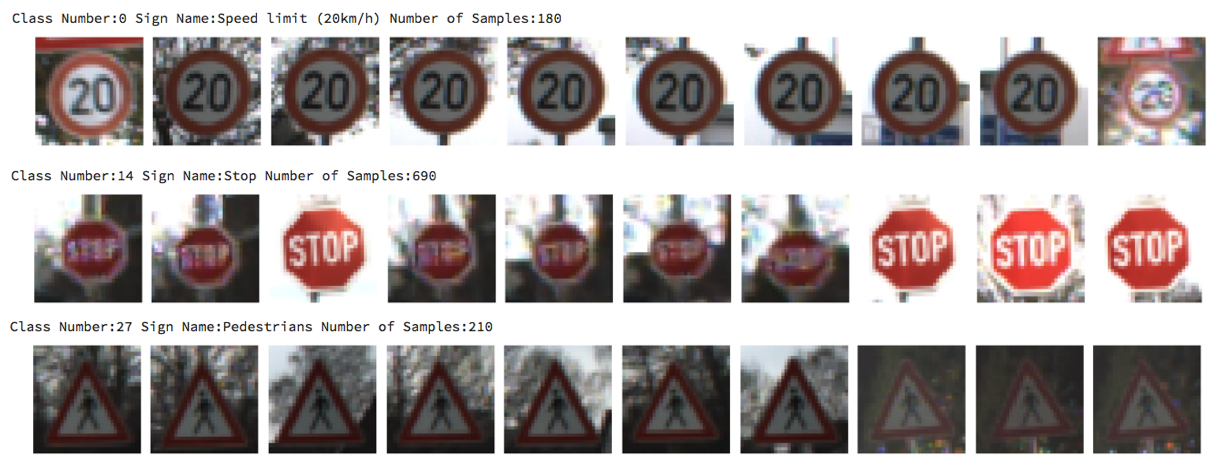 Class Number:0 Sign Name:Speed limit (20km/h) Number of Samples:180
20 20 20 20 20 20 20 20 20 20
Class Number:14 Sign Name:Stop Number of Samples:690
STOP STOP STOP STOP STOP STOP STOP STOP STOP
Class Number:27 Sign Name:Pedestrians Number of Samples:210